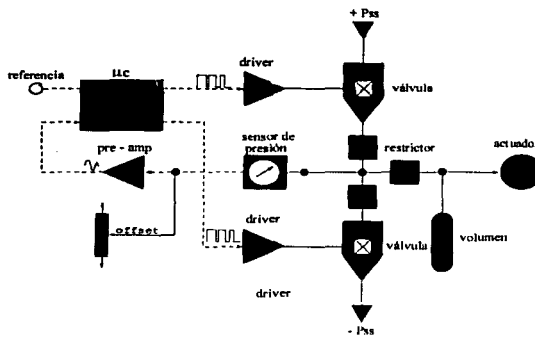 + Pss
driver
µc
referencia
válvula
sensor de
presión
restrictor
actuador
pre - amp
driver
offset
válvula
volumen
driver
- Pss